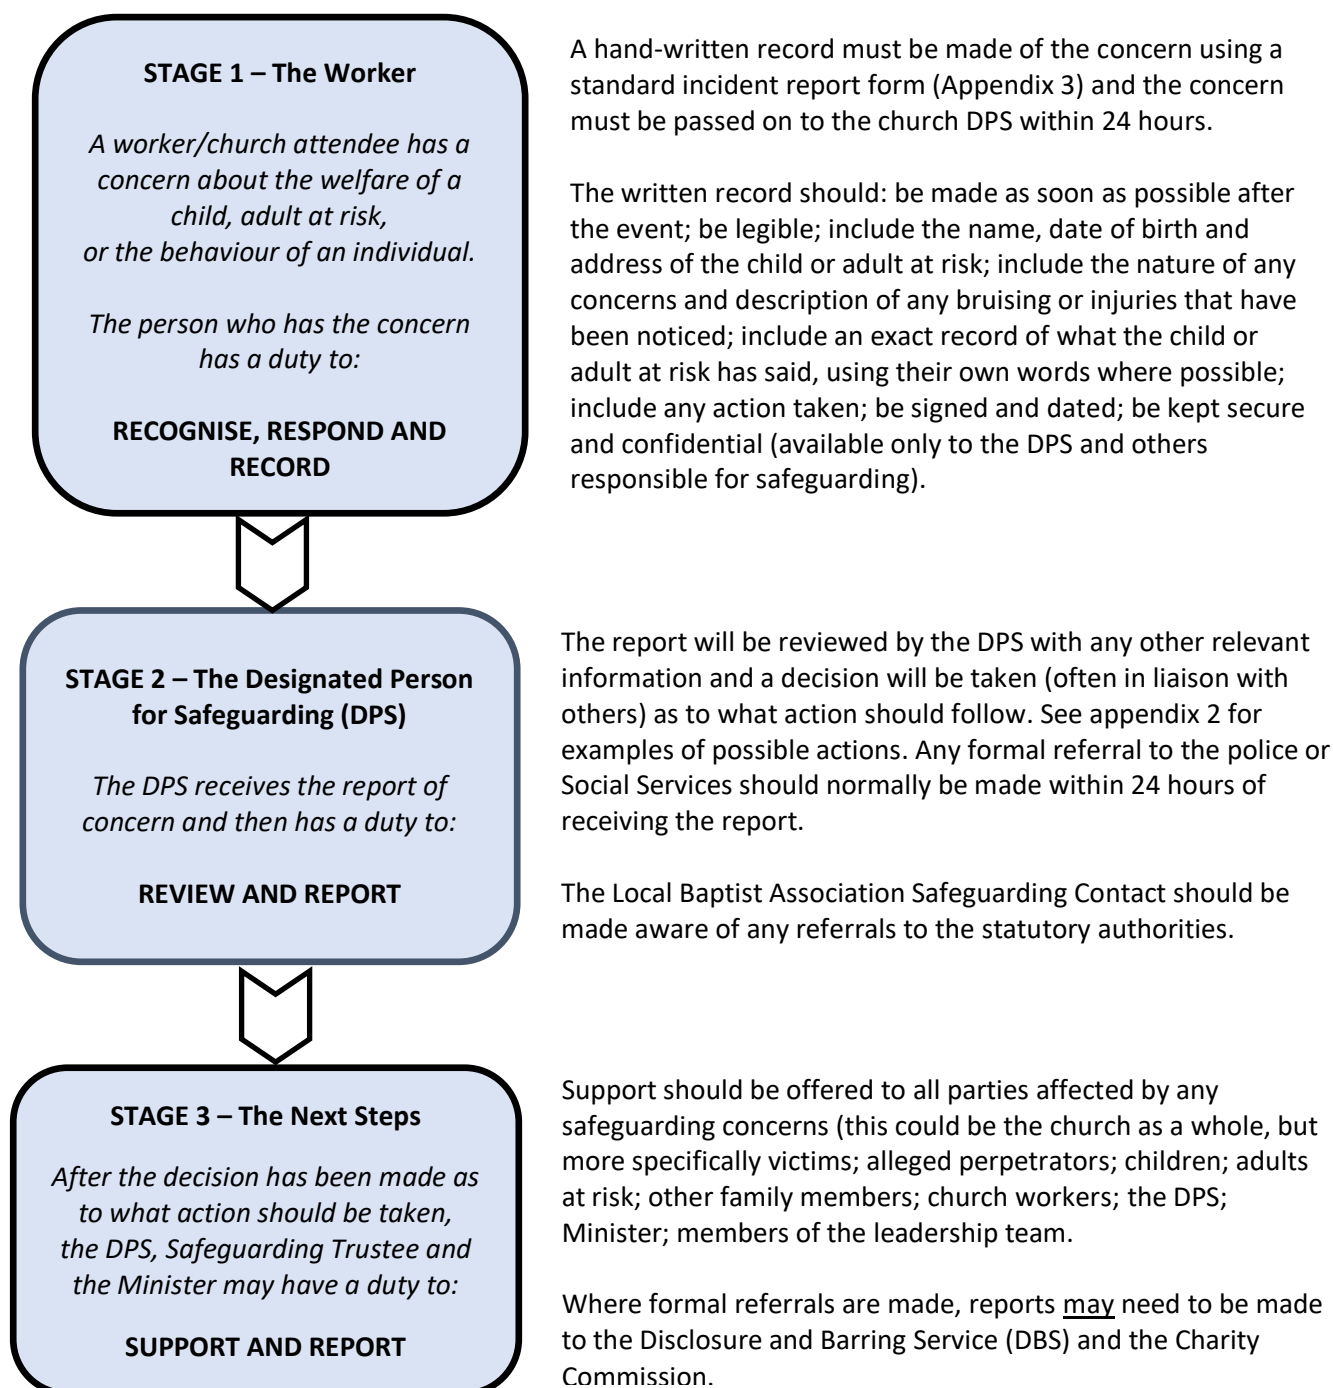 STAGE 1 – The Worker
A worker/church attendee has a
concern about the welfare of a
child, adult at risk,
or the behaviour of an individual.
The person who has the concern
has a duty to:
RECOGNISE, RESPOND AND
RECORD
A hand-written record must be made of the concern using a
standard incident report form (Appendix 3) and the concern
must be passed on to the church DPS within 24 hours.
The written record should: be made as soon as possible after
the event; be legible; include the name, date of birth and
address of the child or adult at risk; include the nature of any
concerns and description of any bruising or injuries that have
been noticed; include an exact record of what the child or
adult at risk has said, using their own words where possible;
include any action taken; be signed and dated; be kept secure
and confidential (available only to the DPS and others
responsible for safeguarding).
STAGE 2 – The Designated Person
for Safeguarding (DPS)
The DPS receives the report of
concern and then has a duty to:
REVIEW AND REPORT
The report will be reviewed by the DPS with any other relevant
information and a decision will be taken (often in liaison with
others) as to what action should follow. See appendix 2 for
examples of possible actions. Any formal referral to the police or
Social Services should normally be made within 24 hours of
receiving the report.
The Local Baptist Association Safeguarding Contact should be
made aware of any referrals to the statutory authorities.
STAGE 3 – The Next Steps
After the decision has been made as
to what action should be taken,
the DPS, Safeguarding Trustee and
the Minister may have a duty to:
SUPPORT AND REPORT
Support should be offered to all parties affected by any
safeguarding concerns (this could be the church as a whole, but
more specifically victims; alleged perpetrators; children; adults
at risk; other family members; church workers; the DPS;
Minister; members of the leadership team.
Where formal referrals are made, reports may need to be made
to the Disclosure and Barring Service (DBS) and the Charity
Commission.